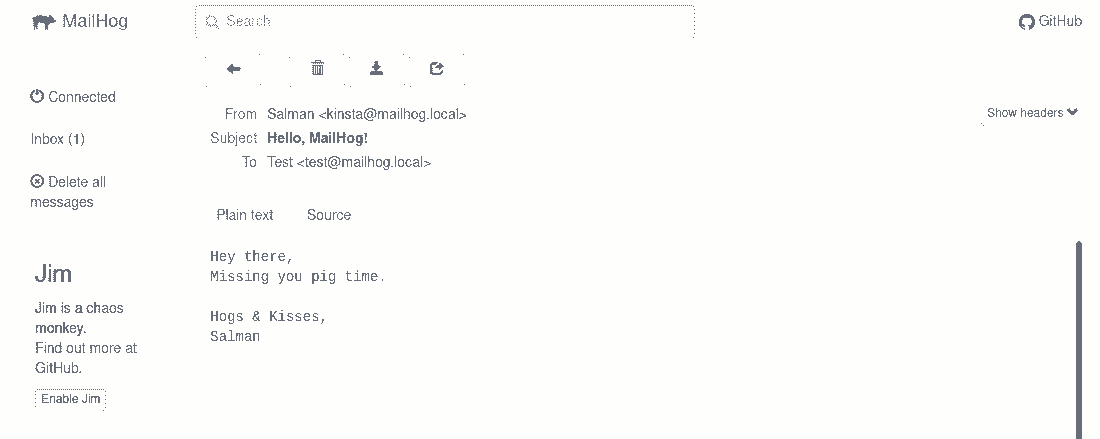 MailHog
Search
GitHub
Connected
Inbox (1)
Delete all
messages
Jim
Jim is a chaos
monkey.
Find out more at
GitHub.
Enable Jim
From Salman <kinsta@mailhog.local>
Show headers
Subject Hello, MailHog!
To Test <test@mailhog.local>
Plain text Source
Hey there,
Missing you pig time.
Hogs & Kisses,
Salman